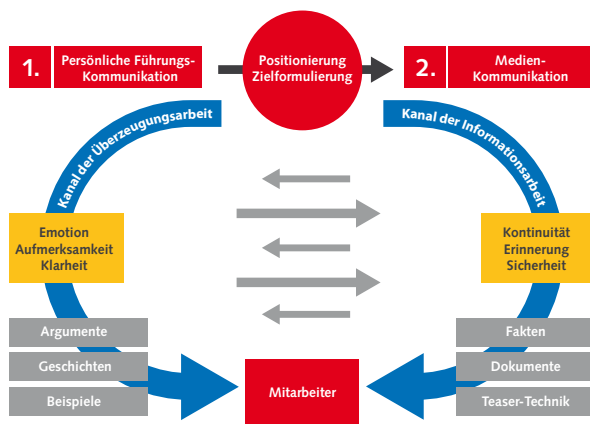 1.
Persönliche Führungs-
Kommunikation
Positionierung
Zielformulierung
2.
Medien-
Kommunikation
Kanal der Überzeugungsarbeit
Kanal der Informationsarbeit
Emotion
Aufmerksamkeit
Klarheit
Kontinuität
Erinnerung
Sicherheit
Argumente
Geschichten
Beispiele
Mitarbeiter
Fakten
Dokumente
Teaser-Technik